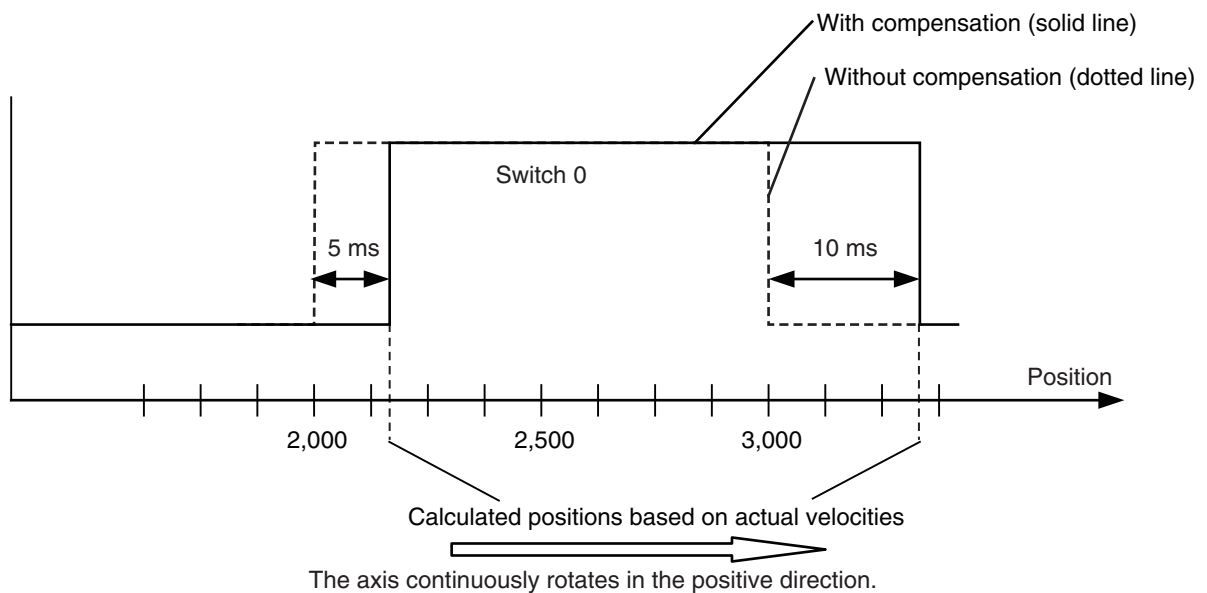 With compensation (solid line)
Without compensation (dotted line)
Switch 0
5 ms
10 ms
Position
2,000
2,500
3,000
Calculated positions based on actual velocities
The axis continuously rotates in the positive direction.